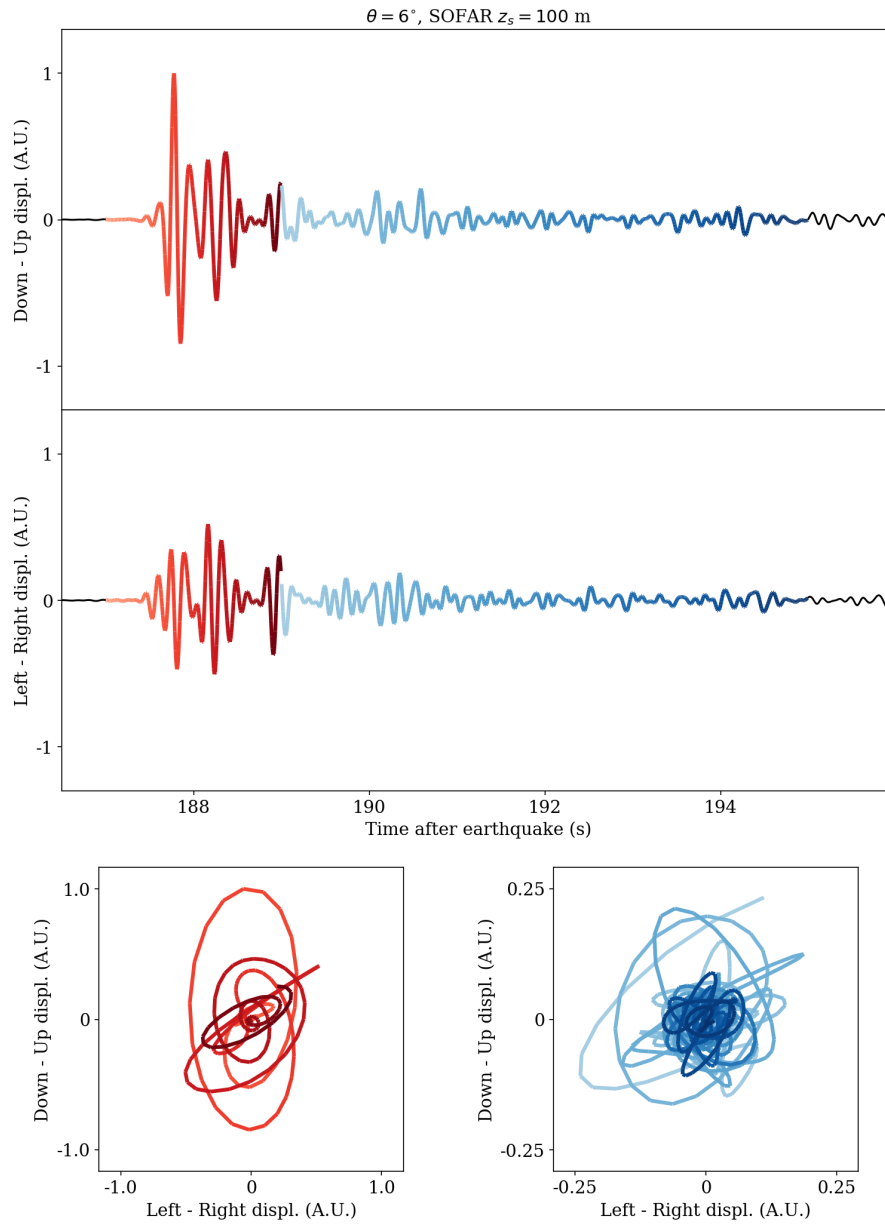 θ = 6°, SOFAR z_s = 100 m
1
0
-1
Down - Up displ. (A.U.)
1
0
-1
Left - Right displ. (A.U.)
188 190 192 194
Time after earthquake (s)
1.0
0
-1.0
Down - Up displ. (A.U.)
-1.0 0 1.0
Left - Right displ. (A.U.)
0.25
0
-0.25
Down - Up displ. (A.U.)
-0.25 0 0.25
Left - Right displ. (A.U.)